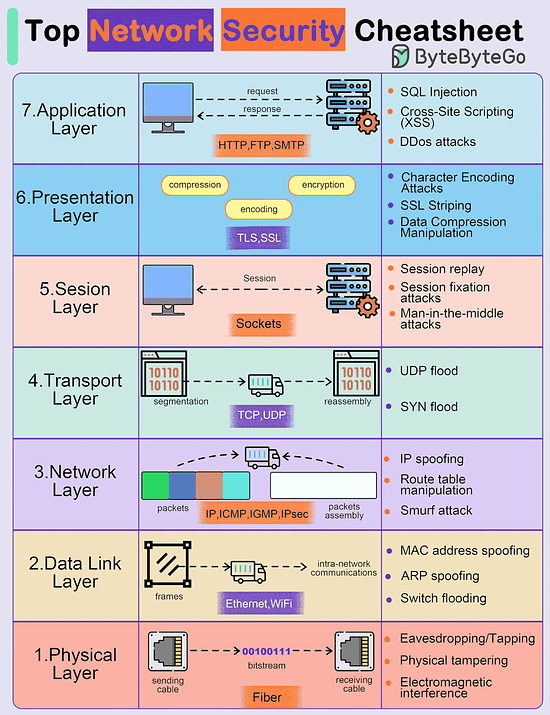 Top Network Security Cheatsheet
ByteByteGo
7.Application
Layer
request
response
HTTP,FTP,SMTP
SQL Injection
Cross-Site Scripting
(XSS)
DDos attacks
6.Presentation
Layer
compression
encryption
encoding
TLS,SSL
Character Encoding
Attacks
SSL Striping
Data Compression
Manipulation
5.Sesion
Layer
Session
Sockets
Session replay
Session fixation
attacks
Man-in-the-middle
attacks
4.Transport
Layer
10110
10110
segmentation
TCP,UDP
10110
10110
reassembly
UDP flood
SYN flood
3.Network
Layer
packets
packets
assembly
IP,ICMP,IGMP,IPsec
IP spoofing
Route table
manipulation
Smurf attack
2.Data Link
Layer
frames
intra-network
communications
Ethernet,WiFi
MAC address spoofing
ARP spoofing
Switch flooding
1.Physical
Layer
sending
cable
00100111
bitstream
receiving
cable
Fiber
Eavesdropping/Tapping
Physical tampering
Electromagnetic
interference